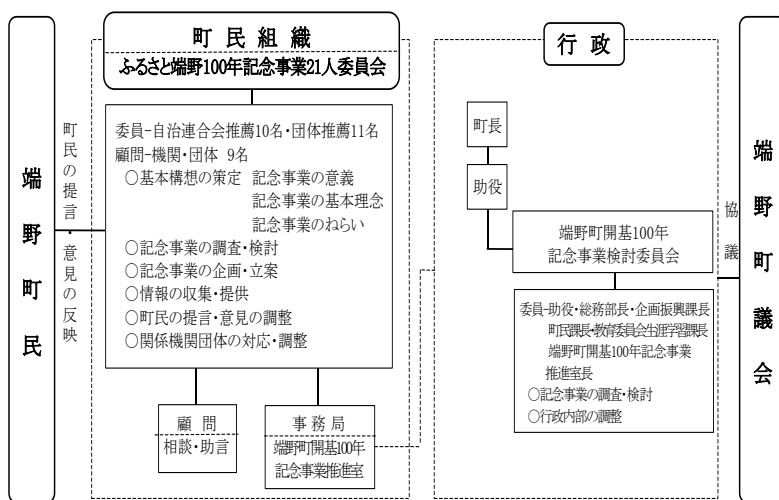 端野町民
町民の提言・意見の反映
町民組織
ふるさと端野100年記念事業21人委員会
委員−自治連合会推薦10名・団体推薦11名
顧問−機関・団体 9名
○基本構想の策定 記念事業の意義
記念事業の基本理念
記念事業のねらい
○記念事業の調査・検討
○記念事業の企画・立案
○情報の収集・提供
○町民の提言・意見の調整
○関係機関団体の対応・調整
顧問
相談・助言
事務局
端野町開基100年
記念事業推進室
行政
町長
助役
端野町開基100年
記念事業検討委員会
委員−助役・総務部長・企画振興課長
町民課長・教育委員会生涯学習課長
端野町開基100年記念事業
推進室長
○記念事業の調査・検討
○行政内部の調整
協議
端野町議会